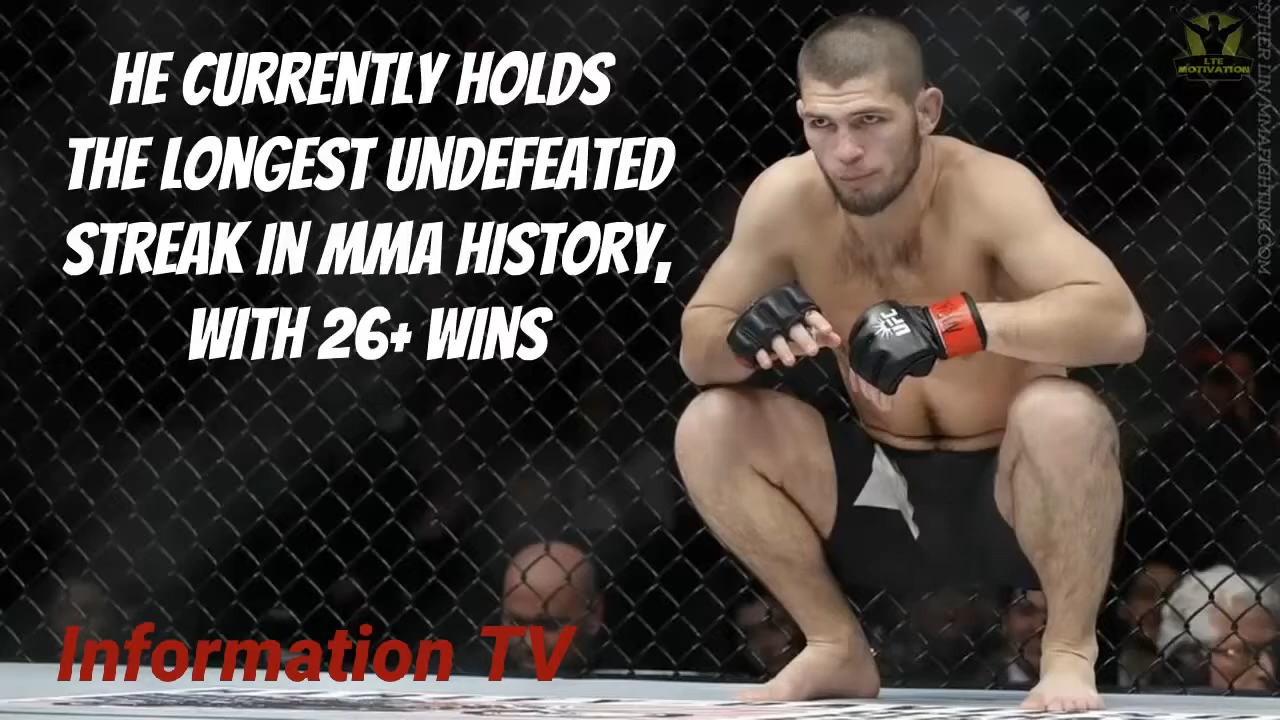 HE CURRENTLY HOLDS
THE LONGEST UNDEFEATED
STREAK IN MMA HISTORY,
WITH 26+ WINS
LTE
MOTIVATION
UFC
Information TV